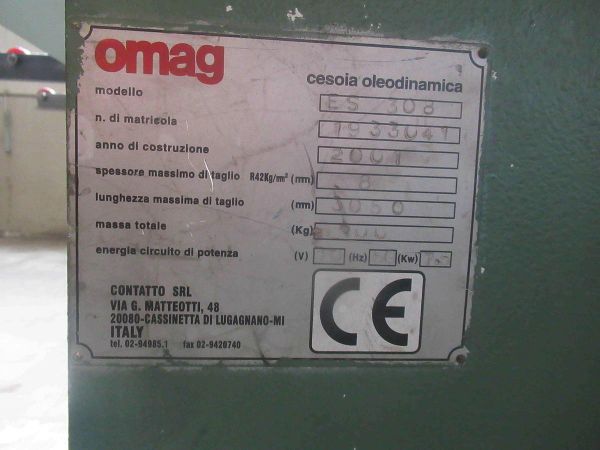 omag
cesoia oleodinamica
modello ES 308
n. di matricola 1933041
anno di costruzione 2001
spessore massimo di taglio R42Kg/mm² (mm) 8
lunghezza massima di taglio (mm) 3050
massa totale (Kg)
energia circuito di potenza (V) (Hz) (Kw)
CONTATTO SRL
VIA G. MATTEOTTI, 48
20080-CASSINETTA DI LUGAGNANO-MI
ITALY
tel. 02-94985.1 fax 02-9420740
CE